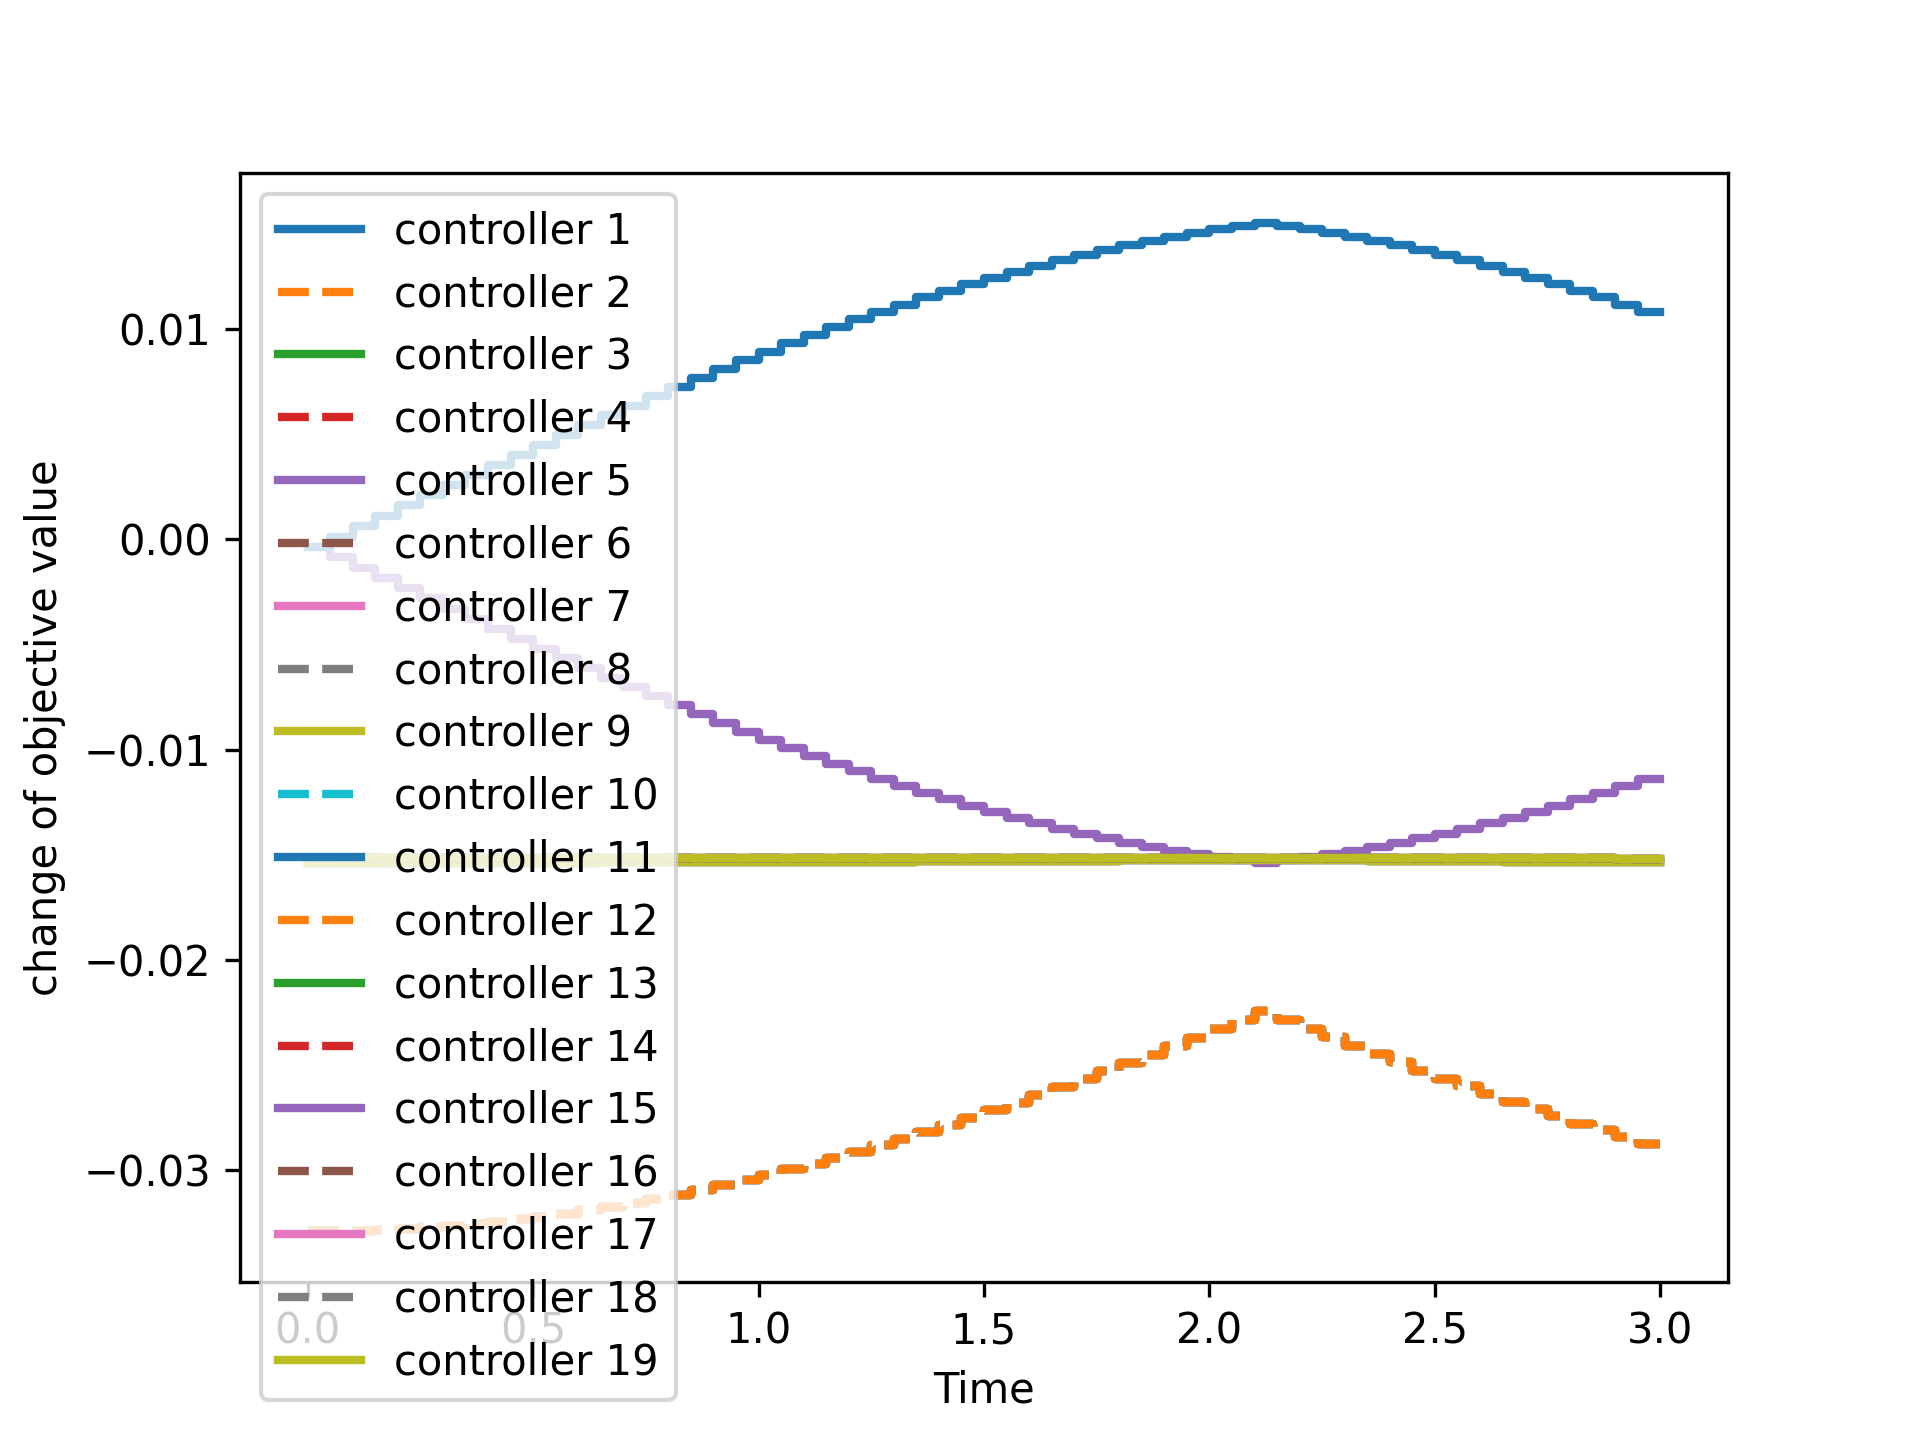 controller 1
controller 2
controller 3
controller 4
controller 5
controller 6
controller 7
controller 8
controller 9
controller 10
controller 11
controller 12
controller 13
controller 14
controller 15
controller 16
controller 17
controller 18
controller 19
change of objective value
0.01
0.00
−0.01
−0.02
−0.03
0.0 0.5 1.0 1.5 2.0 2.5 3.0
Time